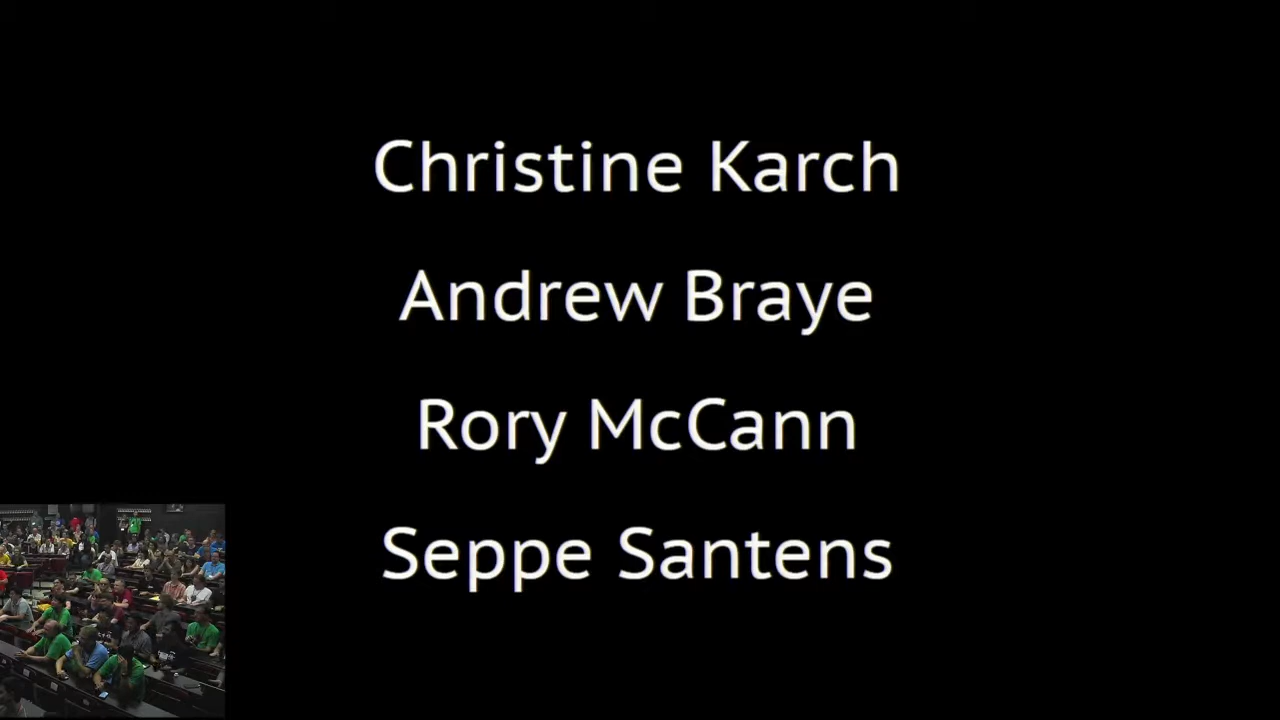 Christine Karch
Andrew Braye
Rory McCann
Seppe Santens